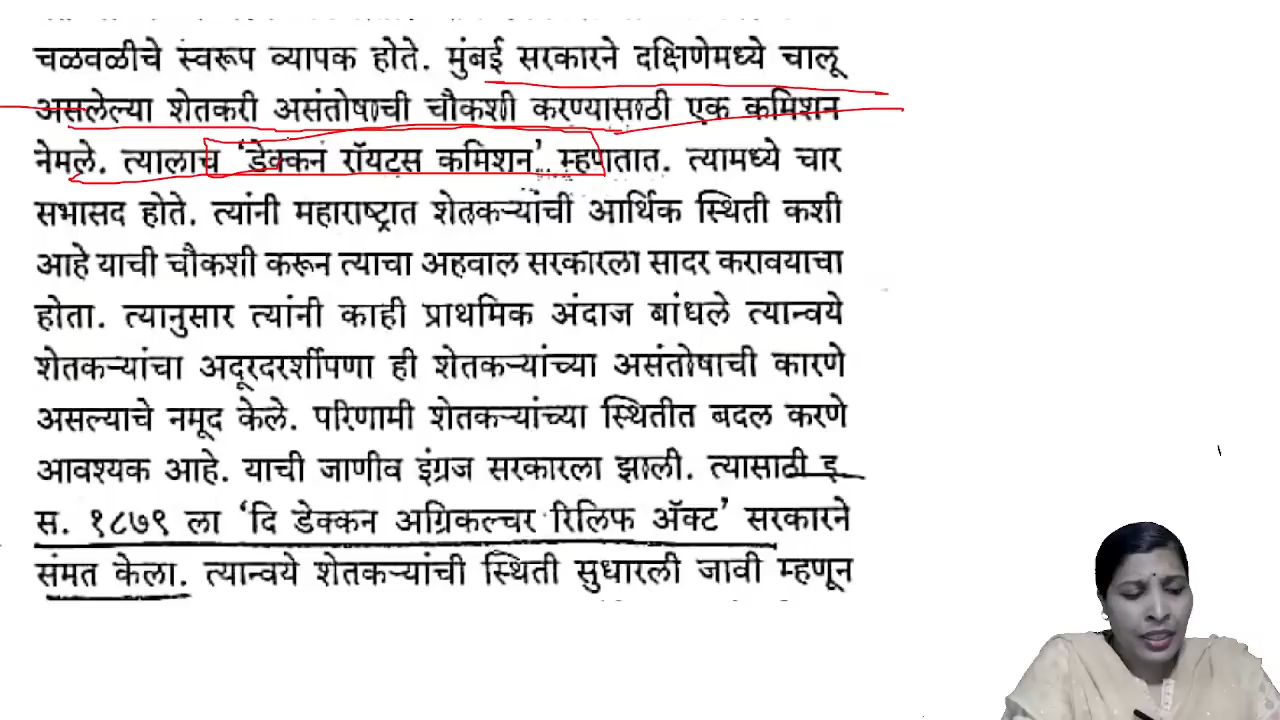 चळवळीचे स्वरूप व्यापक होते. मुंबई सरकारने दक्षिणेमध्ये चालू
असलेल्या शेतकरी असंतोषाची चौकशी करण्यासाठी एक कमिशन
नेमले. त्यालाच 'डेक्कन रॉयटस कमिशन' म्हणतात. त्यामध्ये चार
सभासद होते. त्यांनी महाराष्ट्रात शेतकऱ्यांची आर्थिक स्थिती कशी
आहे याची चौकशी करून त्याचा अहवाल सरकारला सादर करावयाचा
होता. त्यानुसार त्यांनी काही प्राथमिक अंदाज बांधले त्यान्वये
शेतकऱ्यांचा अदूरदर्शीपणा ही शेतकऱ्यांच्या असंतोषाची कारणे
असल्याचे नमूद केले. परिणामी शेतकऱ्यांच्या स्थितीत बदल करणे
आवश्यक आहे. याची जाणीव इंग्रज सरकारला झाली. त्यासाठी इ
स. १८७९ ला 'दि डेक्कन अग्रिकल्चर रिलिफ ॲक्ट' सरकारने
संमत केला. त्यान्वये शेतकऱ्यांची स्थिती सुधारली जावी म्हणून